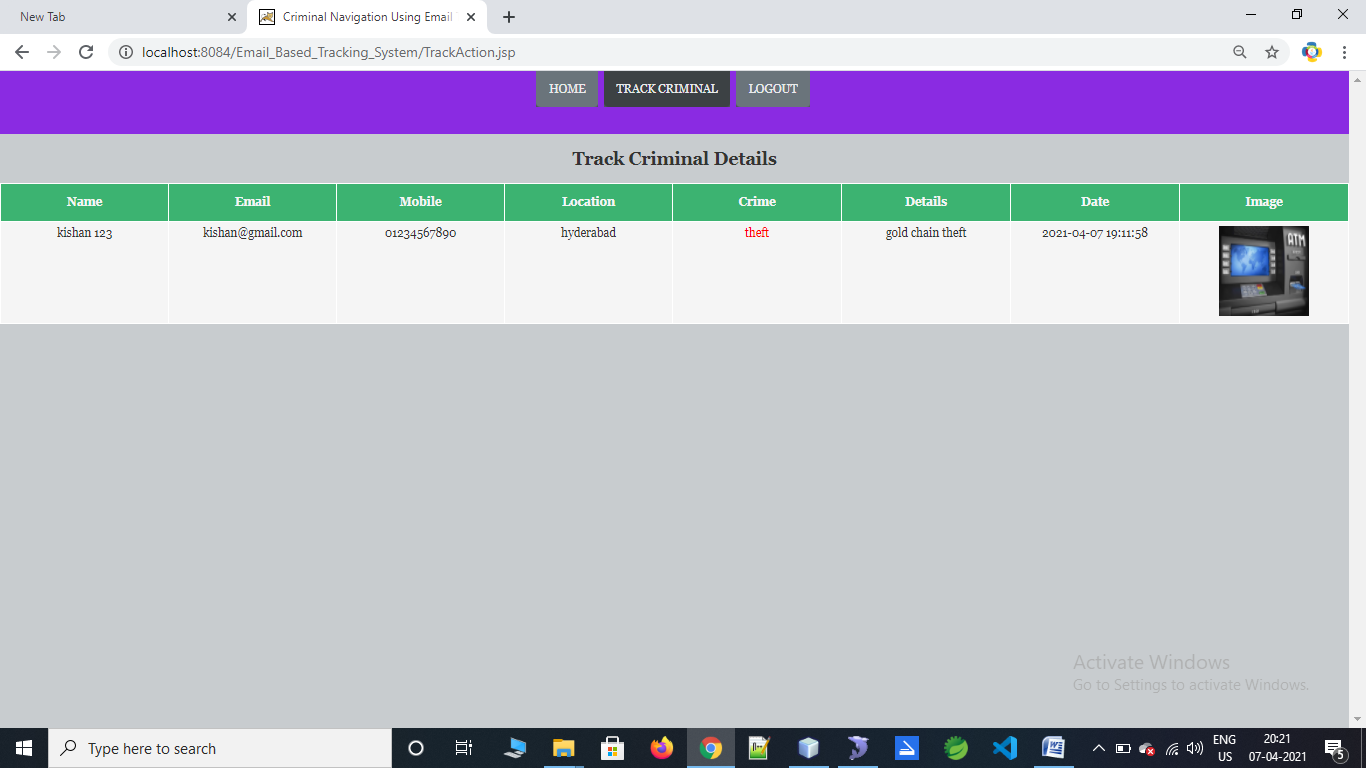 New Tab
Criminal Navigation Using Email
localhost:8084/Email_Based_Tracking_System/TrackAction.jsp
HOME TRACK CRIMINAL LOGOUT
Track Criminal Details
Name Email Mobile Location Crime Details Date Image
kishan 123 kishan@gmail.com 01234567890 hyderabad theft gold chain theft 2021-04-07 19:11:58
ATM
Activate Windows
Go to Settings to activate Windows.
Type here to search
ENG
US
20:21
07-04-2021
5